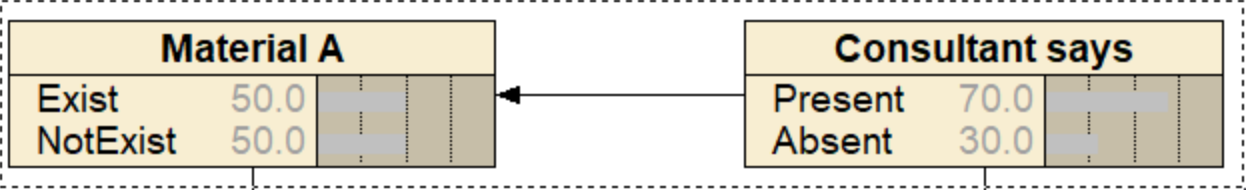 Material A
Exist 50.0
NotExist 50.0
Consultant says
Present 70.0
Absent 30.0